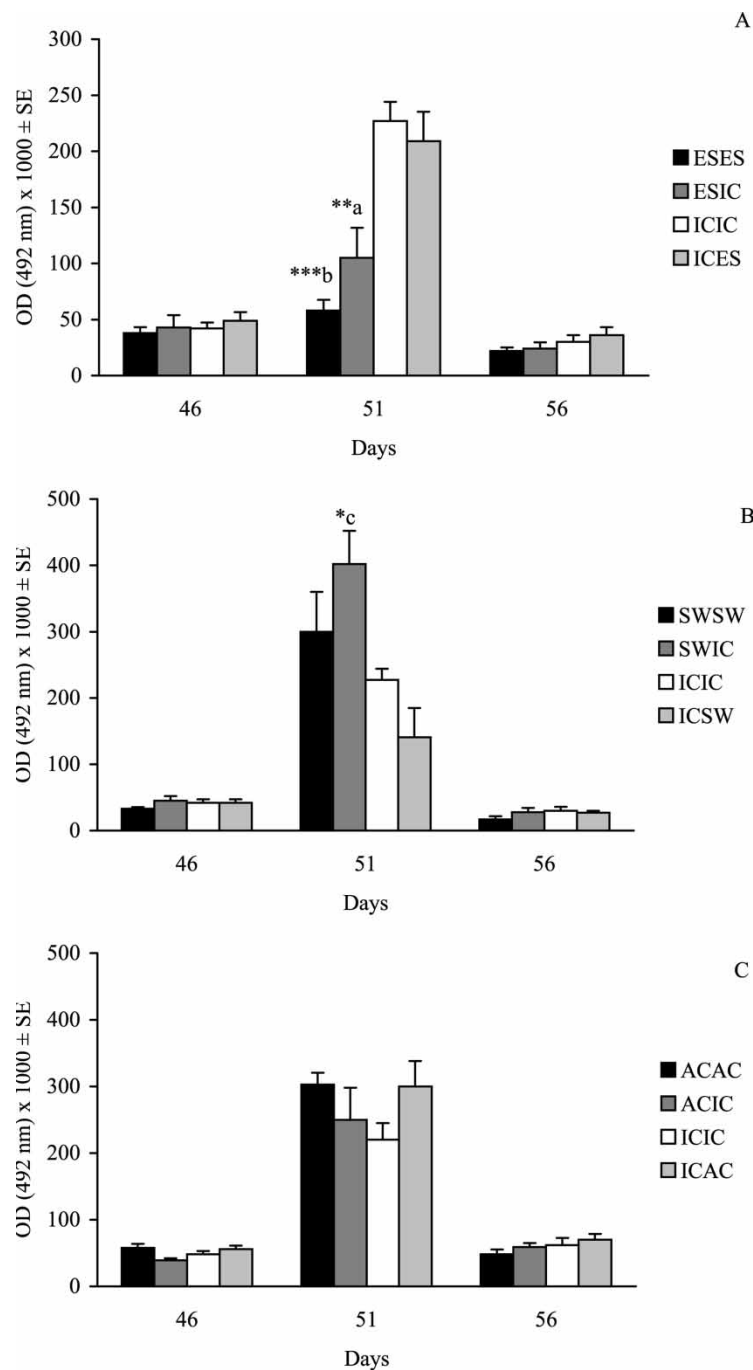 A
300
250
200
150
100
50
0
OD (492 nm) x 1000 ± SE
***b
**a
46
51
56
Days
ESES
ESIC
ICIC
ICES
B
500
400
300
200
100
0
OD (492 nm) x 1000 ± SE
*c
46
51
56
Days
SWSW
SWIC
ICIC
ICSW
C
500
400
300
200
100
0
OD (492 nm) x 1000 ± SE
46
51
56
Days
ACAC
ACIC
ICIC
ICAC